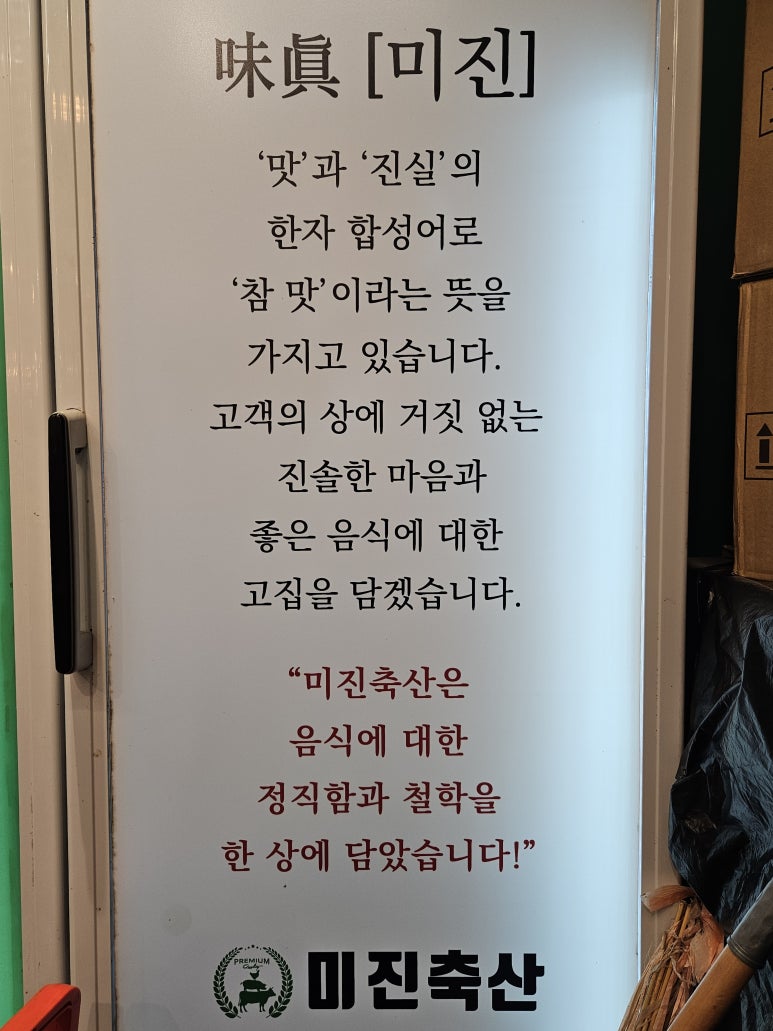 味眞 [미진]
‘맛’과 ‘진실’의
한자 합성어로
‘참 맛’이라는 뜻을
가지고 있습니다.
고객의 상에 거짓 없는
진솔한 마음과
좋은 음식에 대한
고집을 담겠습니다.
“미진축산은
음식에 대한
정직함과 철학을
한 상에 담았습니다!”
PREMIUM
미진축산